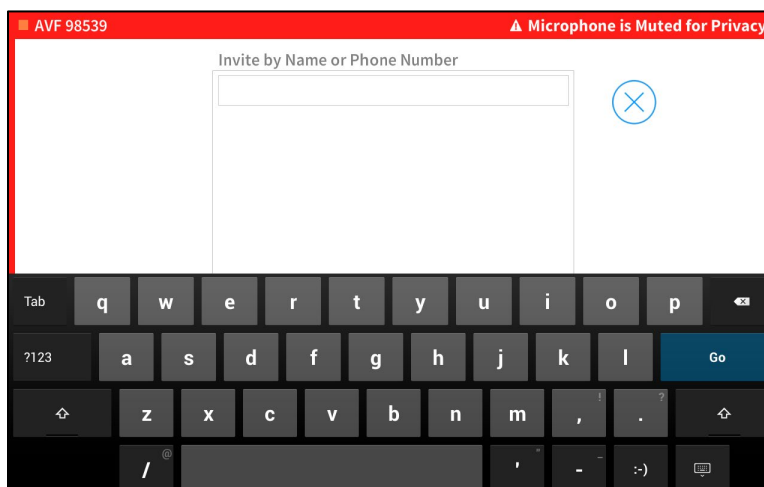 AVF 98539 Microphone is Muted for Privacy
Invite by Name or Phone Number
Tab q w e r t y u i o p
?123 a s d f g h j k l Go
z x c v b n m , ! . ?
/ @ ' " - _ :-)